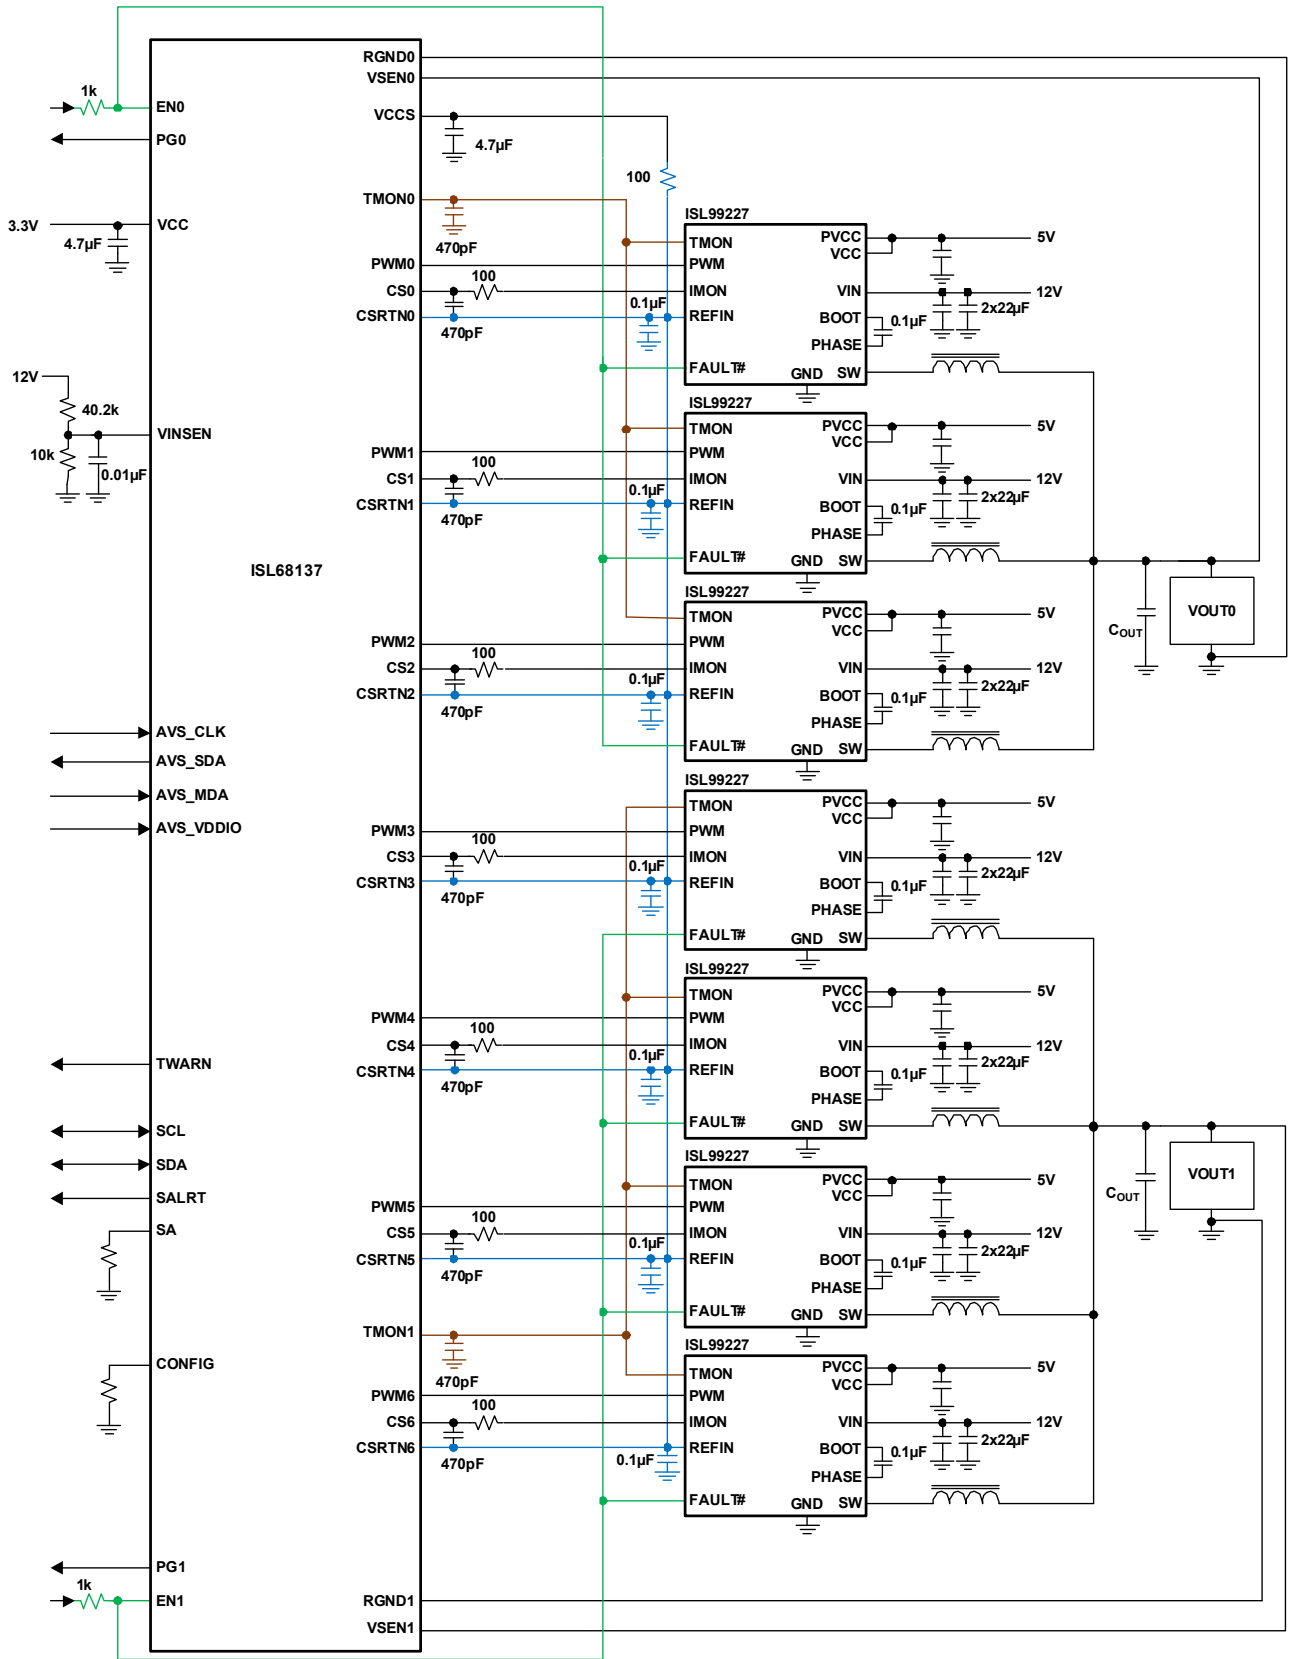 RGND0
VSEN0
1k
EN0
VCCS
PG0
4.7µF
100
TMON0
ISL99227
3.3V
VCC
4.7µF
470pF
TMON
PVCC
5V
VCC
PWM0
PWM
100
CS0
IMON
VIN
12V
0.1µF
2x22µF
CSRTN0
REFIN
BOOT
0.1µF
470pF
PHASE
12V
FAULT#
GND
SW
40.2k
ISL99227
VINSEN
TMON
PVCC
5V
VCC
10k
0.01µF
PWM1
PWM
100
CS1
IMON
VIN
12V
0.1µF
2x22µF
CSRTN1
REFIN
BOOT
0.1µF
470pF
PHASE
ISL68137
FAULT#
GND
SW
ISL99227
VOUT0
COUT
TMON
PVCC
5V
VCC
PWM2
PWM
100
CS2
IMON
VIN
12V
0.1µF
2x22µF
CSRTN2
REFIN
BOOT
0.1µF
470pF
PHASE
AVS_CLK
FAULT#
GND
SW
AVS_SDA
ISL99227
AVS_MDA
TMON
PVCC
5V
VCC
AVS_VDDIO
PWM3
PWM
100
CS3
IMON
VIN
12V
0.1µF
2x22µF
CSRTN3
REFIN
BOOT
0.1µF
470pF
PHASE
FAULT#
GND
SW
ISL99227
TMON
PVCC
5V
VCC
PWM4
PWM
100
CS4
IMON
VIN
12V
0.1µF
2x22µF
TWARN
CSRTN4
REFIN
BOOT
0.1µF
470pF
PHASE
SCL
FAULT#
GND
SW
SDA
ISL99227
VOUT1
COUT
TMON
PVCC
5V
VCC
SALRT
PWM5
PWM
100
SA
CS5
IMON
VIN
12V
0.1µF
2x22µF
CSRTN5
REFIN
BOOT
0.1µF
470pF
PHASE
FAULT#
GND
SW
TMON1
ISL99227
CONFIG
470pF
TMON
PVCC
5V
VCC
PWM6
PWM
100
CS6
IMON
VIN
12V
2x22µF
CSRTN6
REFIN
BOOT
0.1µF
470pF
0.1µF
PHASE
FAULT#
GND
SW
PG1
1k
EN1
RGND1
VSEN1